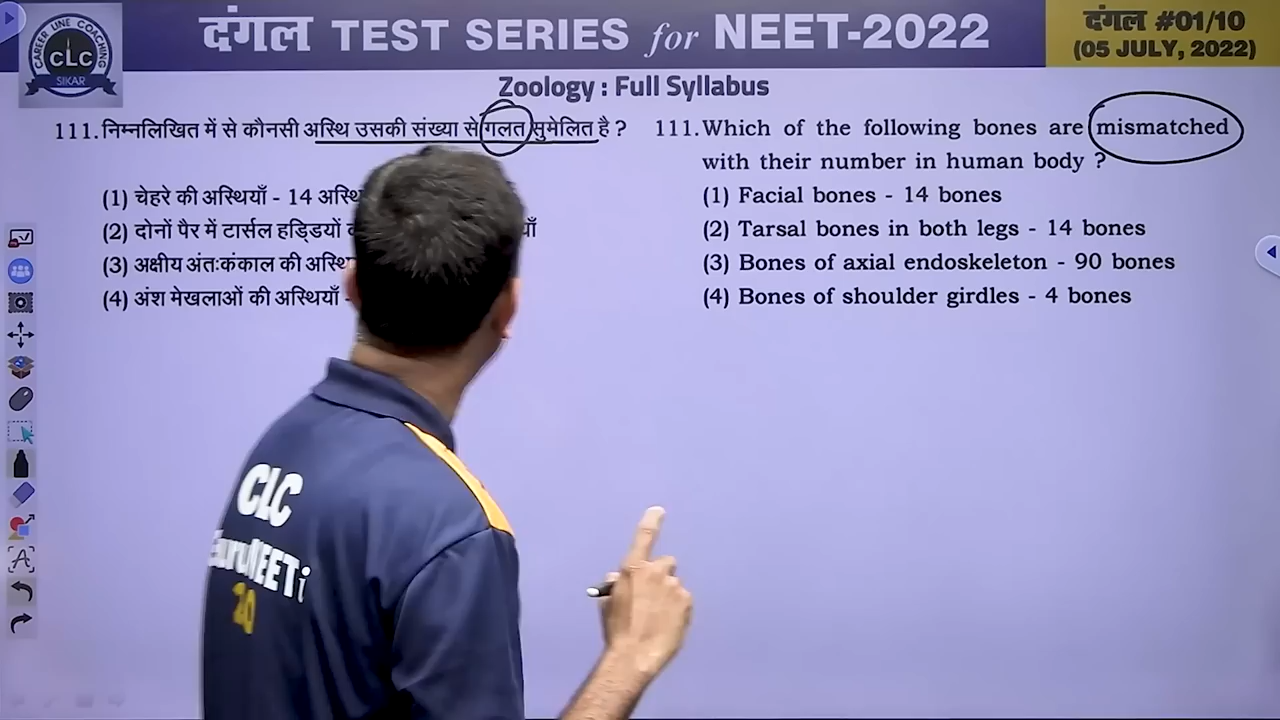 दंगल TEST SERIES for NEET-2022
दंगल #01/10
(05 JULY, 2022)
CAREER LINE COACHING
CLC
SIKAR
Zoology : Full Syllabus
111. निम्नलिखित में से कौनसी अस्थि उसकी संख्या से गलत सुमेलित है ?
(1) चेहरे की अस्थियाँ - 14
(2) दोनों पैर में टार्सल हड्डियों
(3) अक्षीय अंतःकंकाल की
(4) अंश मेखलाओं की अस्थियाँ
111. Which of the following bones are mismatched
with their number in human body ?
(1) Facial bones - 14 bones
(2) Tarsal bones in both legs - 14 bones
(3) Bones of axial endoskeleton - 90 bones
(4) Bones of shoulder girdles - 4 bones
CLC
20